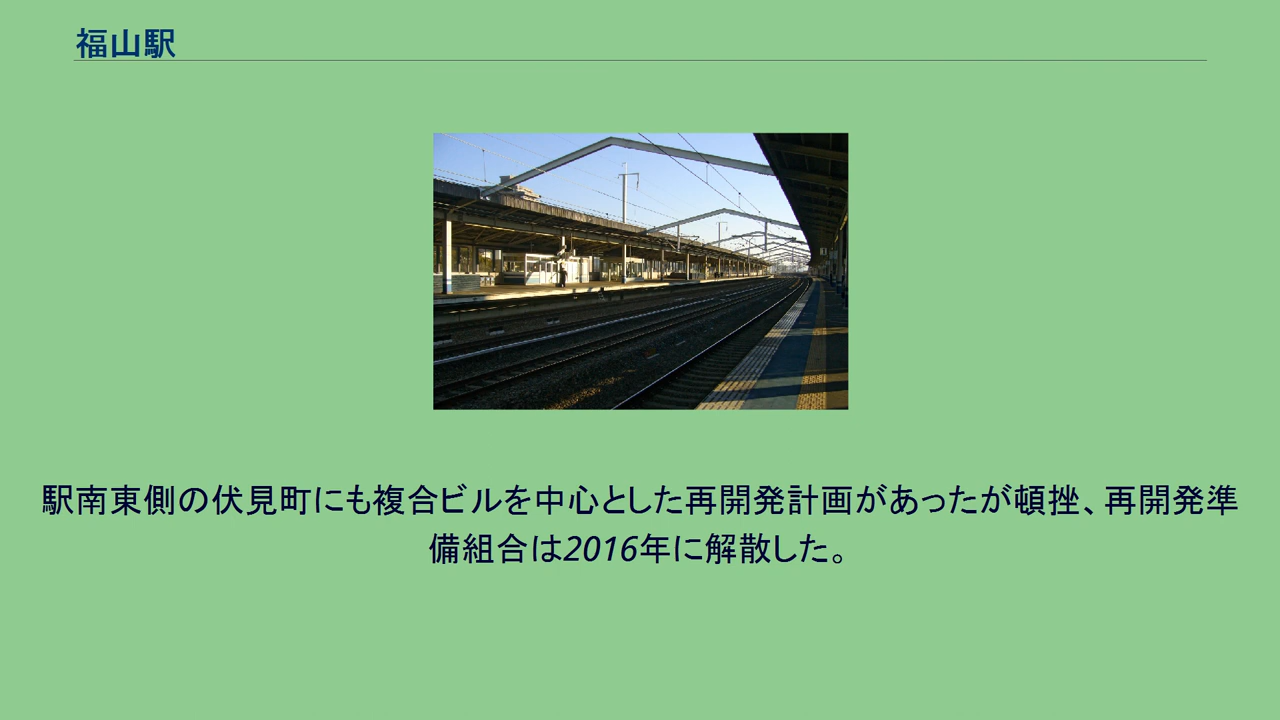 福山駅
駅南東側の伏見町にも複合ビルを中心とした再開発計画があったが頓挫、再開発準
備組合は2016年に解散した。